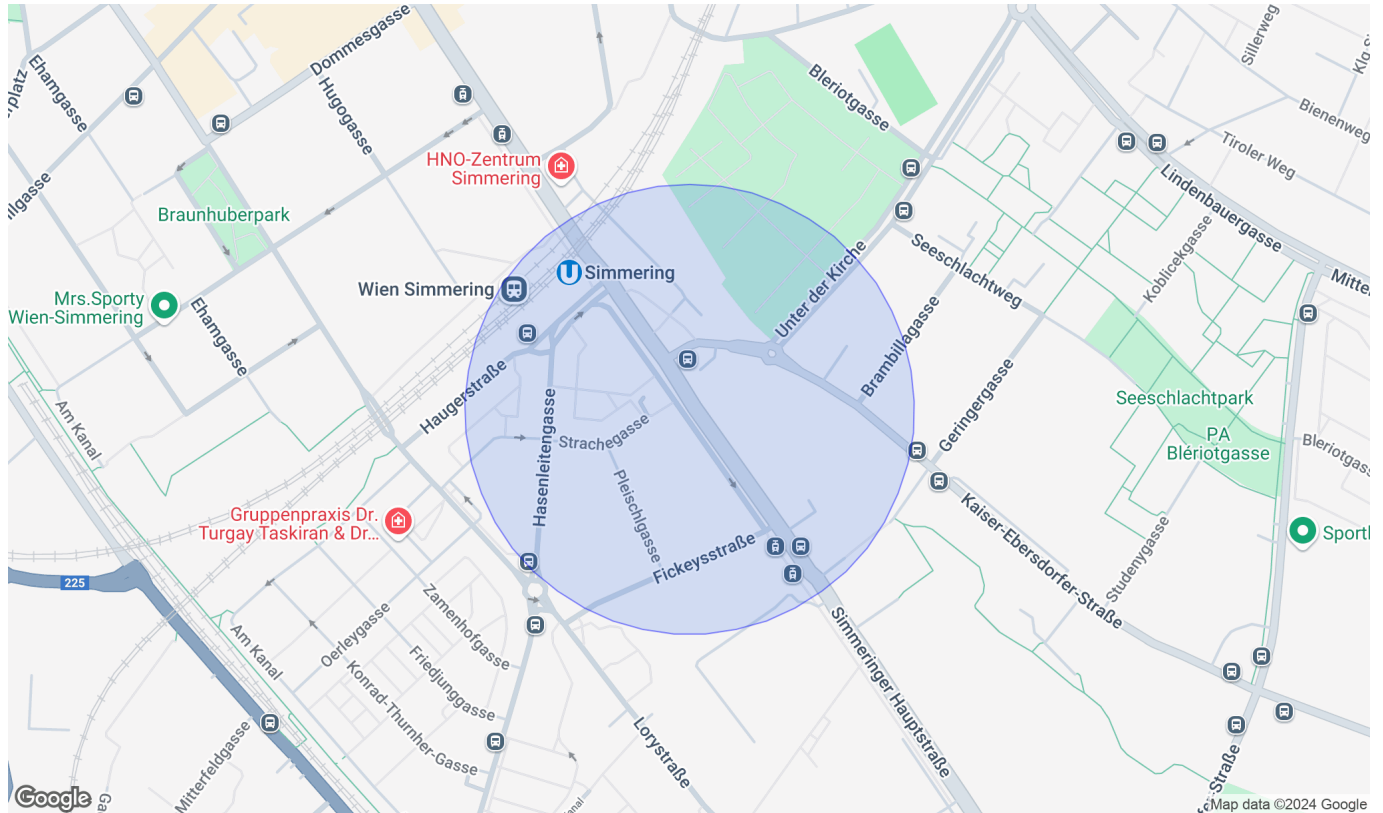 Ehamgasse
Dommesgasse
Hugogasse
Bleriotgasse
Sillerweg
Bienenweg
Tiroler Weg
HNO-Zentrum
Simmering
Braunhuberpark
Lindenbauergasse
Seeschlachtweg
Koblicekgasse
Unter der Kirche
U
Simmering
Wien Simmering
Mrs.Sporty
Wien-Simmering
Ehamgasse
Brambillagasse
Geringergasse
Haugerstraße
Hasenleitengasse
Strachegasse
Pleischlgasse
Seeschlachtpark
PA
Blériotgasse
Bleriotgasse
Am Kanal
Gruppenpraxis Dr.
Turgay Taskiran & Dr...
Kaiser-Ebersdorfer-Straße
Studenygasse
Fickeysstraße
225
Zamenhofgasse
Oerleygasse
Am Kanal
Friedjunggasse
Konrad-Thurnher-Gasse
Simmeringer Hauptstraße
Lorystraße
Mitterfeldgasse
Google
Map data ©2024 Google